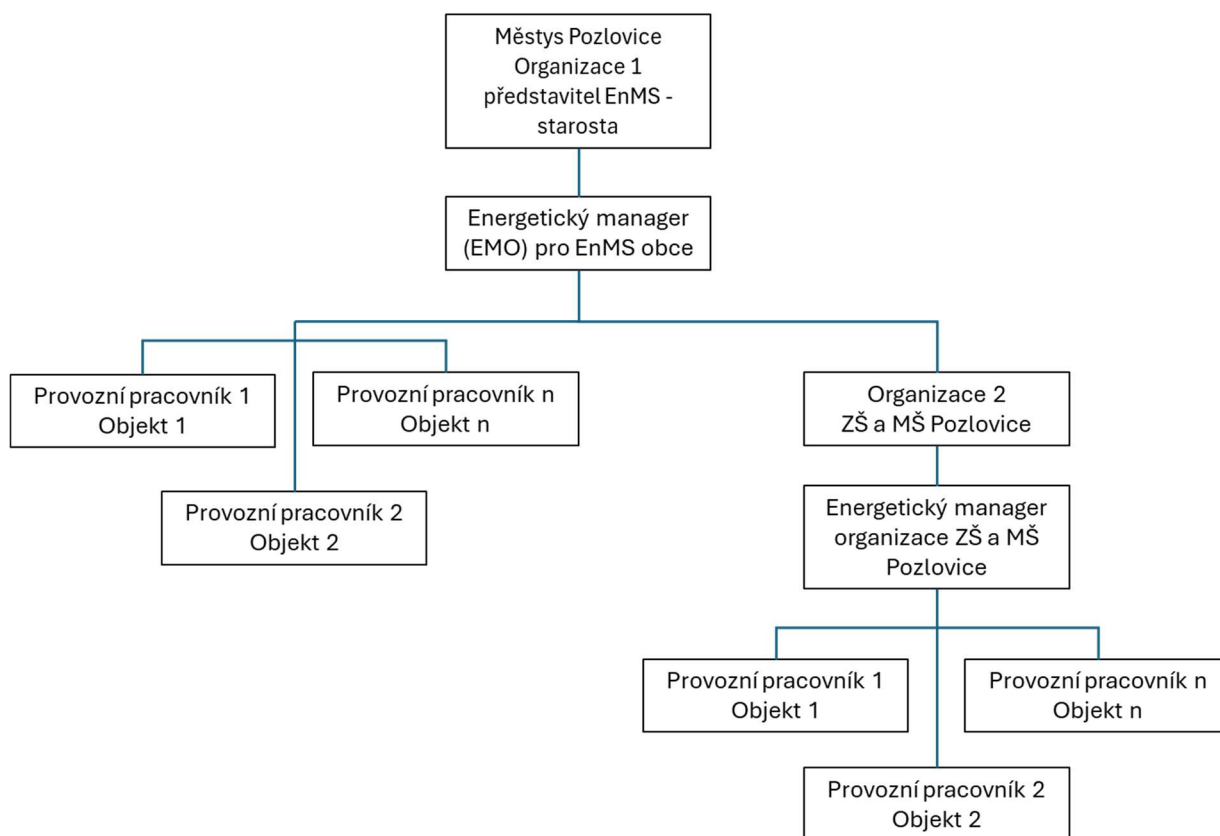 Městys Pozlovice
Organizace 1
představitel EnMS -
starosta
Energetický manager
(EMO) pro EnMS obce
Provozní pracovník 1
Objekt 1
Provozní pracovník n
Objekt n
Provozní pracovník 2
Objekt 2
Organizace 2
ZŠ a MŠ Pozlovice
Energetický manager
organizace ZŠ a MŠ
Pozlovice
Provozní pracovník 1
Objekt 1
Provozní pracovník n
Objekt n
Provozní pracovník 2
Objekt 2